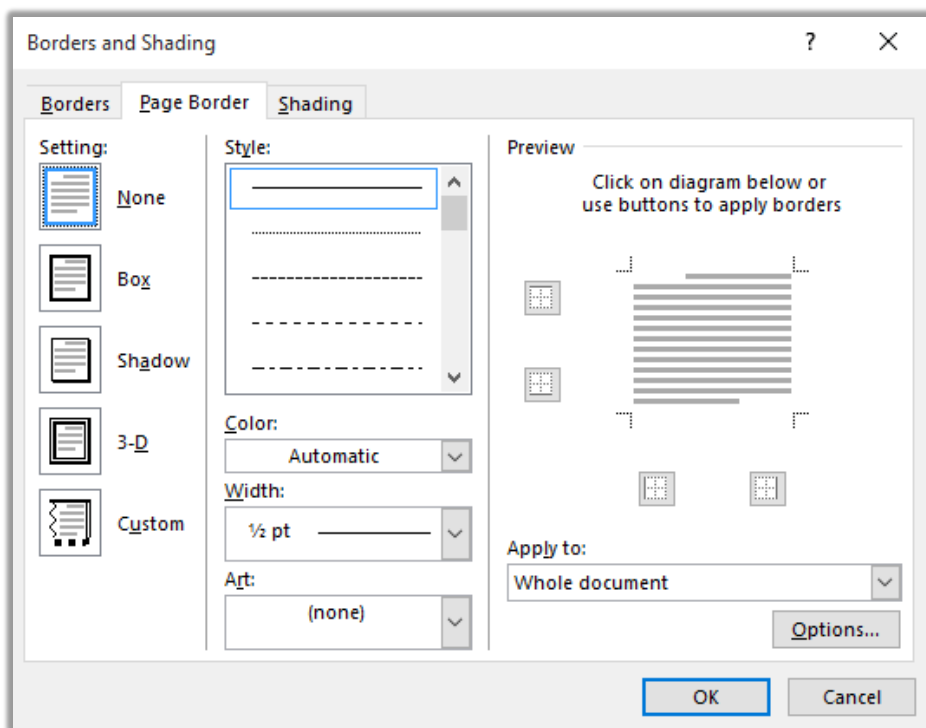 Borders and Shading
?
Borders
Page Border
Shading
Setting:
None
Box
Shadow
3-D
Custom
Style:
Color:
Automatic
Width:
½ pt
Art:
(none)
Preview
Click on diagram below or
use buttons to apply borders
Apply to:
Whole document
Options...
OK
Cancel